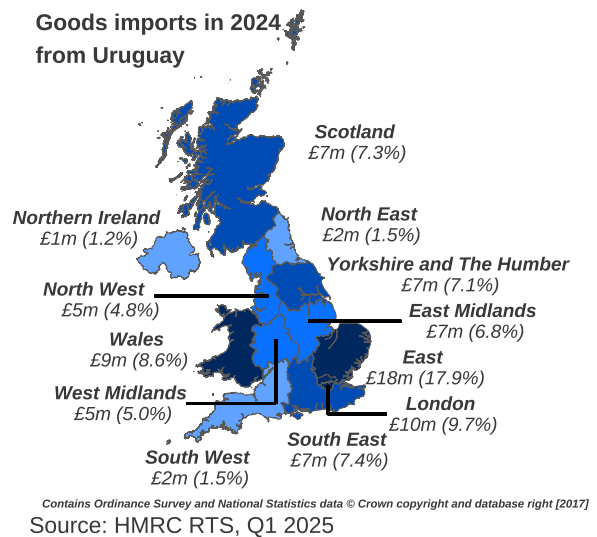 Goods imports in 2024
from Uruguay
Scotland
£7m (7.3%)
Northern Ireland
£1m (1.2%)
North East
£2m (1.5%)
Yorkshire and The Humber
£7m (7.1%)
North West
£5m (4.8%)
East Midlands
£7m (6.8%)
Wales
£9m (8.6%)
East
£18m (17.9%)
West Midlands
£5m (5.0%)
London
£10m (9.7%)
South East
£7m (7.4%)
South West
£2m (1.5%)
Contains Ordinance Survey and National Statistics data © Crown copyright and database right [2017]
Source: HMRC RTS, Q1 2025